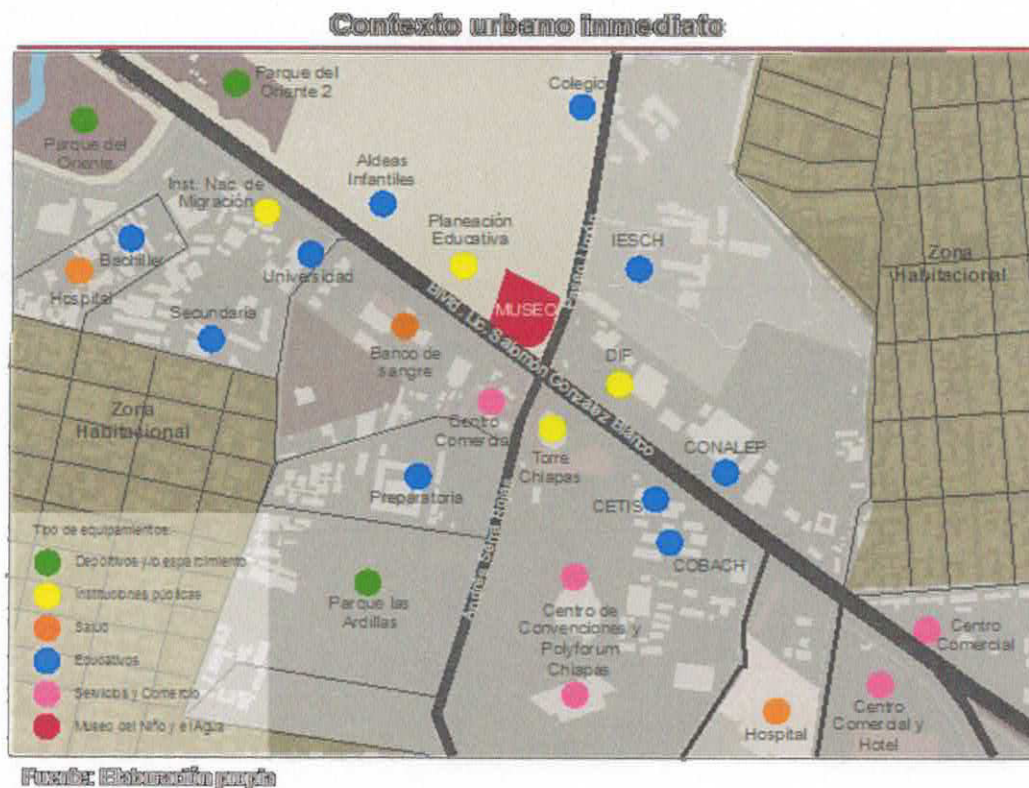 Contexto urbano inmediato
Parque del
Oriente 2
Colegio
Parque del
Oriente
Aldeas
Infantiles
Inst. Nac. de
Migración
Planeación
Educativa
IESCH
Zona
Habitacional
Bachiller
Universidad
Hospital
MUSEO
Secundaria
Blvd. Lic. Salomón González Blanco
Banco de
sangre
DIF
Zona
Habitacional
Centro
Comercial
Torre
Chiapas
CONALEP
Preparatoria
CETIS
COBACH
Andrés Serra Rojas
Tipo de equipamientos:
Deportivos y/o esparcimiento
Instituciones públicas
Salud
Educativos
Servicios y Comercio
Museo del Niño y el Agua
Parque las
Ardillas
Centro de
Convenciones y
Polyforum
Chiapas
Centro
Comercial
Hospital
Centro
Comercial y
Hotel
Fuente: Elaboración propia